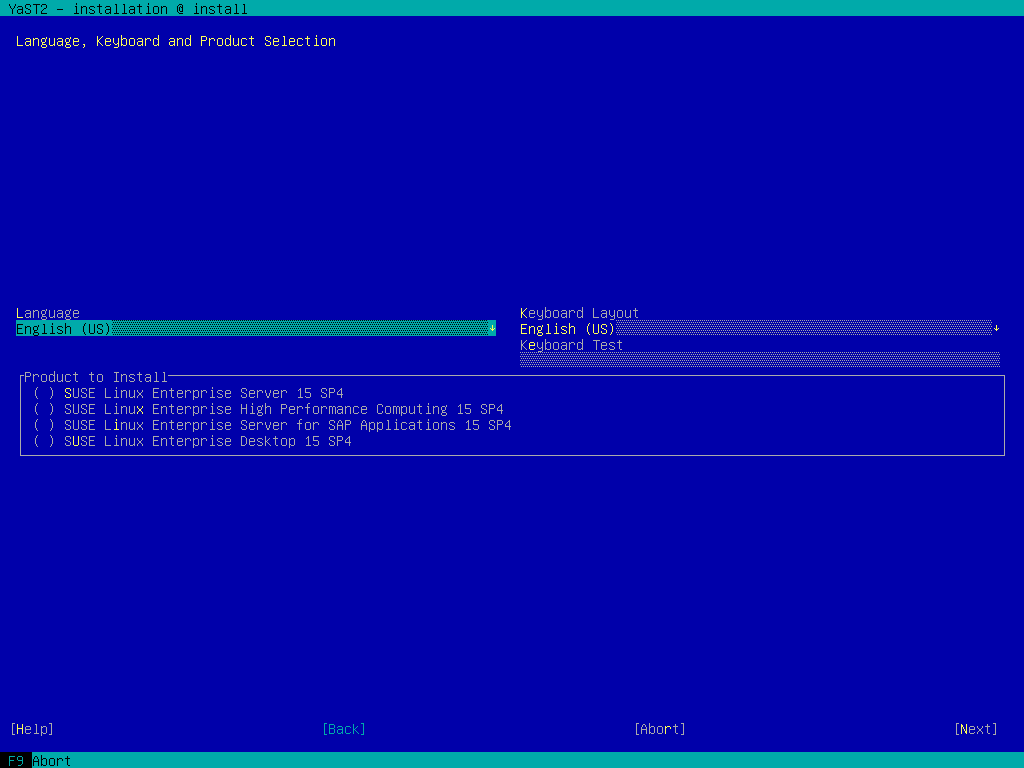 YaST2 - installation @ install
Language, Keyboard and Product Selection
Language
English (US)↓
Keyboard Layout
English (US)↓
Keyboard Test
Product to Install
( ) SUSE Linux Enterprise Server 15 SP4
( ) SUSE Linux Enterprise High Performance Computing 15 SP4
( ) SUSE Linux Enterprise Server for SAP Applications 15 SP4
( ) SUSE Linux Enterprise Desktop 15 SP4
[Help] [Back] [Abort] [Next]
F9 Abort